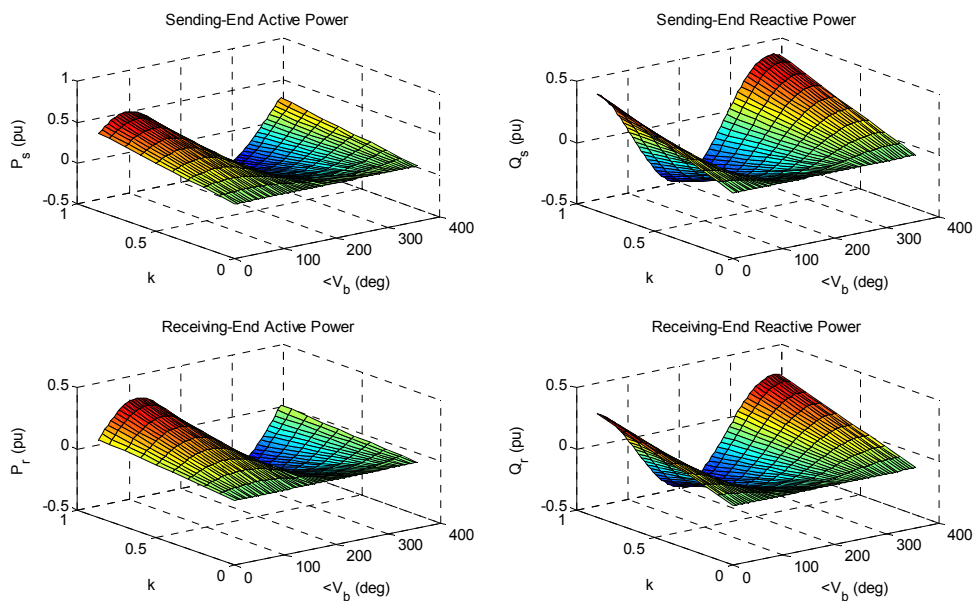 Sending-End Active Power
1
0.5
0
-0.5
P_s (pu)
1
0.5
0
k
0
100
200
300
400
<V_b (deg)
Sending-End Reactive Power
0.5
0
-0.5
Q_s (pu)
1
0.5
0
k
0
100
200
300
400
<V_b (deg)
Receiving-End Active Power
0.5
0
-0.5
P_r (pu)
1
0.5
0
k
0
100
200
300
400
<V_b (deg)
Receiving-End Reactive Power
0.5
0
-0.5
Q_r (pu)
1
0.5
0
k
0
100
200
300
400
<V_b (deg)